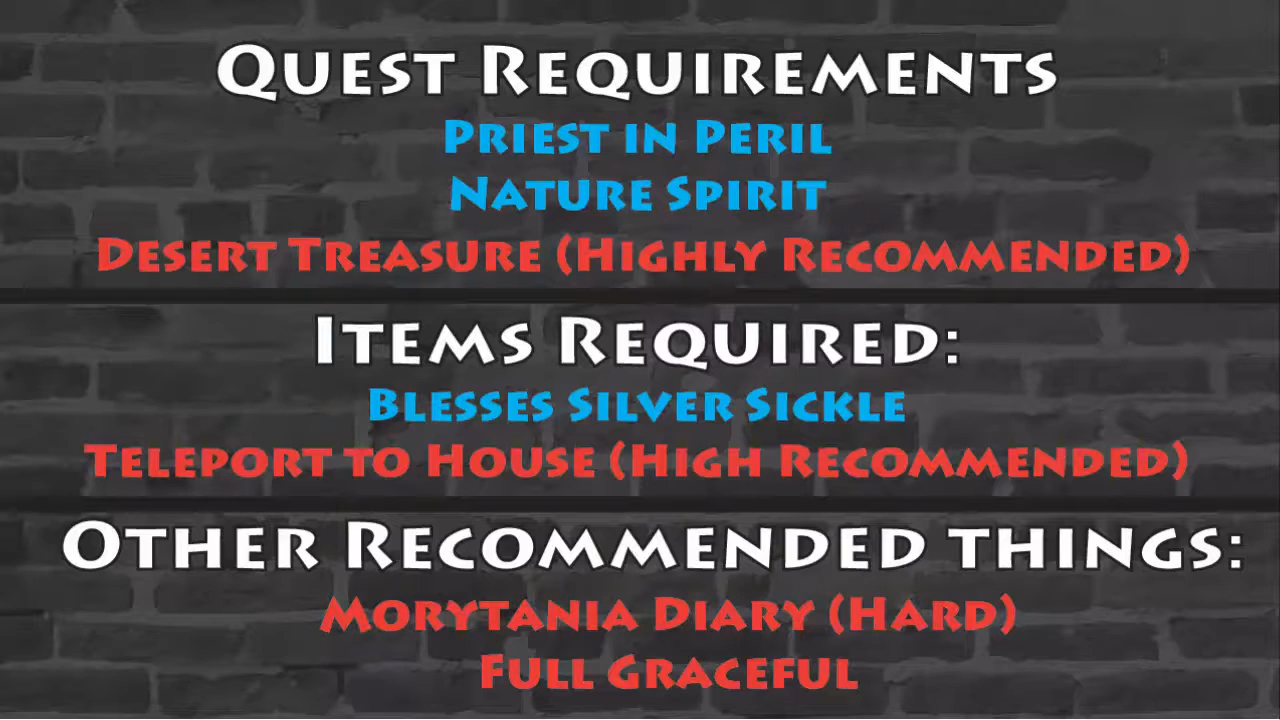 Quest Requirements
Priest in Peril
Nature Spirit
Desert Treasure (Highly Recommended)
Items Required:
Blesses Silver Sickle
Teleport to House (High Recommended)
Other Recommended things:
Morytania Diary (Hard)
Full Graceful